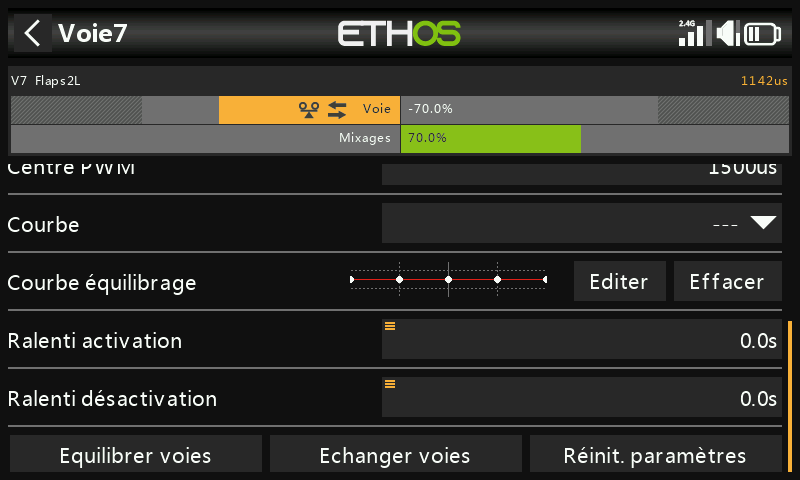 Voie7
ETHOS
2.4G
V7 Flaps2L
1142us
Voie
-70.0%
Mixages
70.0%
Centre PWM
1500us
Courbe
---
Courbe équilibrage
Editer
Effacer
Ralenti activation
0.0s
Ralenti désactivation
0.0s
Equilibrer voies
Echanger voies
Réinit. paramètres